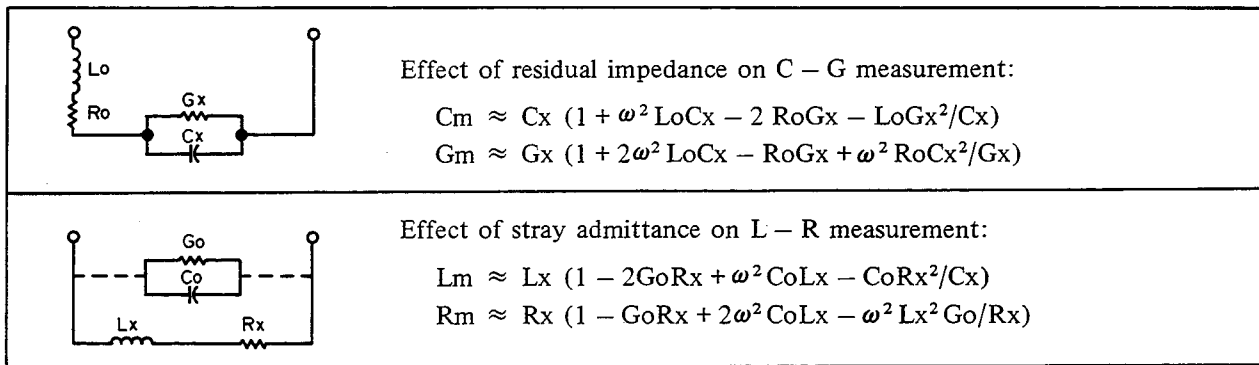 Lo
Ro
Gx
Cx
Effect of residual impedance on C – G measurement:
Cm ≈ Cx (1 + ω² LoCx – 2 RoGx – LoGx²/Cx)
Gm ≈ Gx (1 + 2ω² LoCx – RoGx + ω² RoCx²/Gx)
Go
Co
Lx
Rx
Effect of stray admittance on L – R measurement:
Lm ≈ Lx (1 – 2GoRx + ω² CoLx – CoRx²/Cx)
Rm ≈ Rx (1 – GoRx + 2ω² CoLx – ω² Lx² Go/Rx)